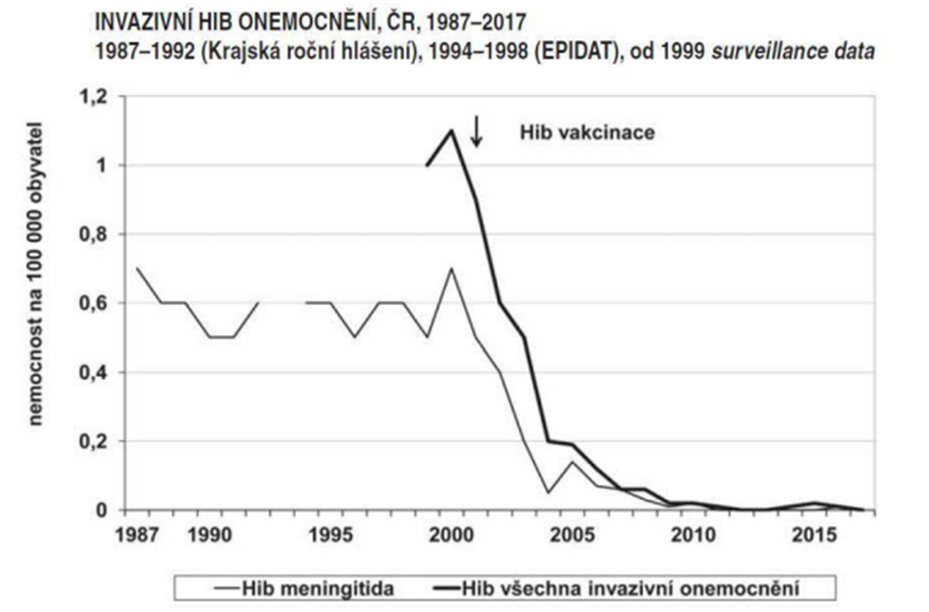 INVAZIVNÍ HIB ONEMOCNĚNÍ, ČR, 1987–2017
1987–1992 (Krajská roční hlášení), 1994–1998 (EPIDAT), od 1999 surveillance data
nemocnost na 100 000 obyvatel
1,2
1
0,8
0,6
0,4
0,2
0
Hib vakcinace
1987 1990 1995 2000 2005 2010 2015
Hib meningitida Hib všechna invazivní onemocnění